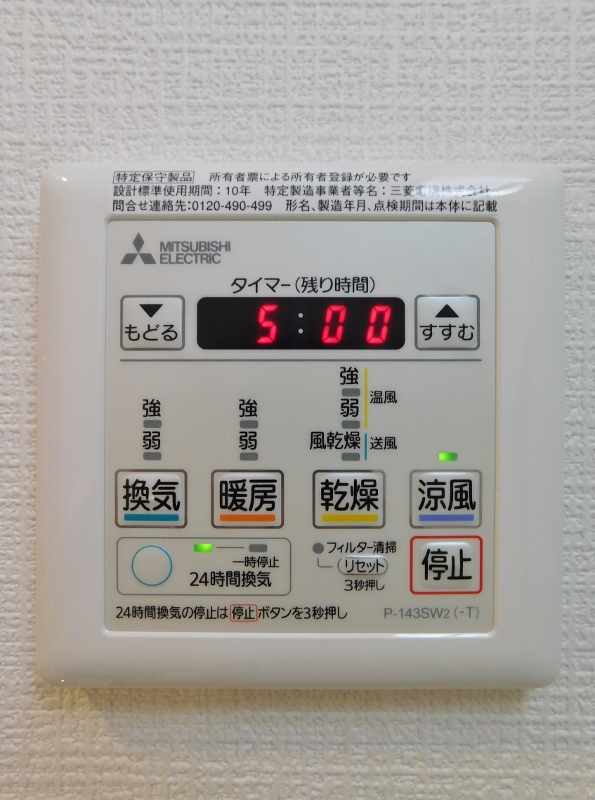 特定保守製品 所有者票による所有者登録が必要です
設計標準使用期間：10年 特定製造事業者等名：三菱電機株式会社
問合せ連絡先:0120-490-499 形名、製造年月、点検期間は本体に記載
MITSUBISHI
ELECTRIC
タイマー(残り時間)
▼
もどる
5:00
▲
すすむ
強
弱
強
弱
強
弱
風乾燥
温風
送風
換気
暖房
乾燥
涼風
一時停止
24時間換気
フィルター清掃
リセット
3秒押し
停止
24時間換気の停止は 停止 ボタンを3秒押し
P-143SW2 (-T)